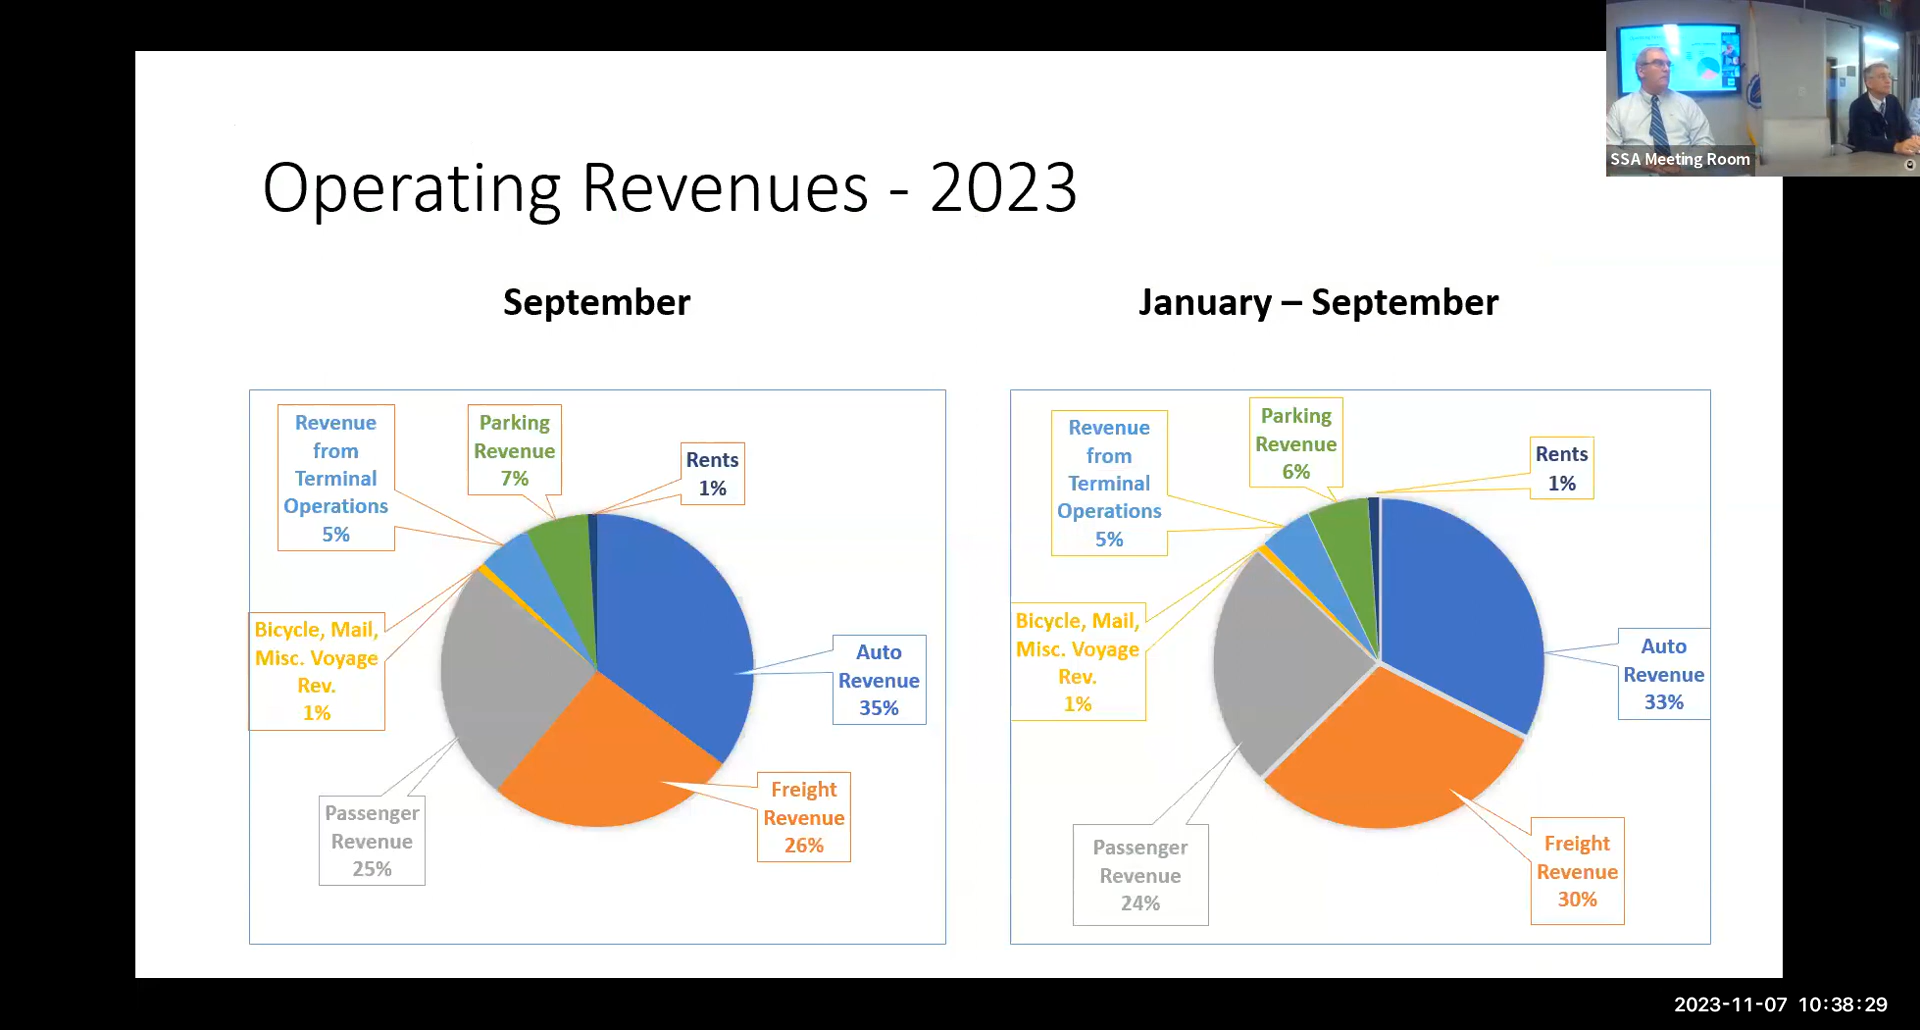 SSA Meeting Room
Operating Revenues - 2023
September
Revenue
from
Terminal
Operations
5%
Parking
Revenue
7%
Rents
1%
Bicycle, Mail,
Misc. Voyage
Rev.
1%
Auto
Revenue
35%
Passenger
Revenue
25%
Freight
Revenue
26%
January – September
Revenue
from
Terminal
Operations
5%
Parking
Revenue
6%
Rents
1%
Bicycle, Mail,
Misc. Voyage
Rev.
1%
Auto
Revenue
33%
Passenger
Revenue
24%
Freight
Revenue
30%
2023-11-07 10:38:29